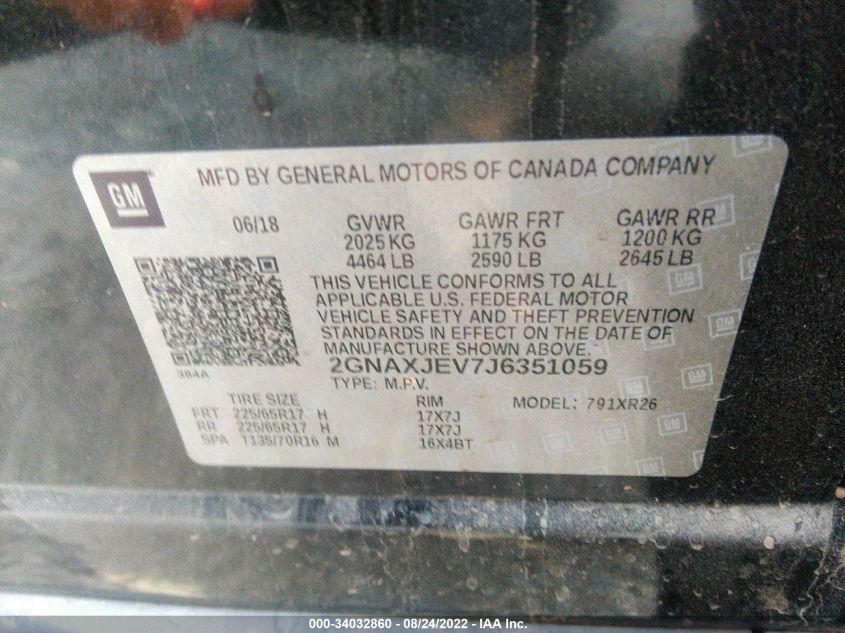 GM
MFD BY GENERAL MOTORS OF CANADA COMPANY
06/18 GVWR GAWR FRT GAWR RR
2025 KG 1175 KG 1200 KG
4464 LB 2590 LB 2645 LB
THIS VEHICLE CONFORMS TO ALL
APPLICABLE U.S. FEDERAL MOTOR
VEHICLE SAFETY AND THEFT PREVENTION
STANDARDS IN EFFECT ON THE DATE OF
MANUFACTURE SHOWN ABOVE.
384A
2GNAXJEV7J6351059
TYPE: M.P.V.
TIRE SIZE RIM MODEL: 791XR26
FRT 225/65R17 H 17X7J
RR 225/65R17 H 17X7J
SPA T135/70R16 M 16X4BT
000-34032860 - 08/24/2022 - IAA Inc.